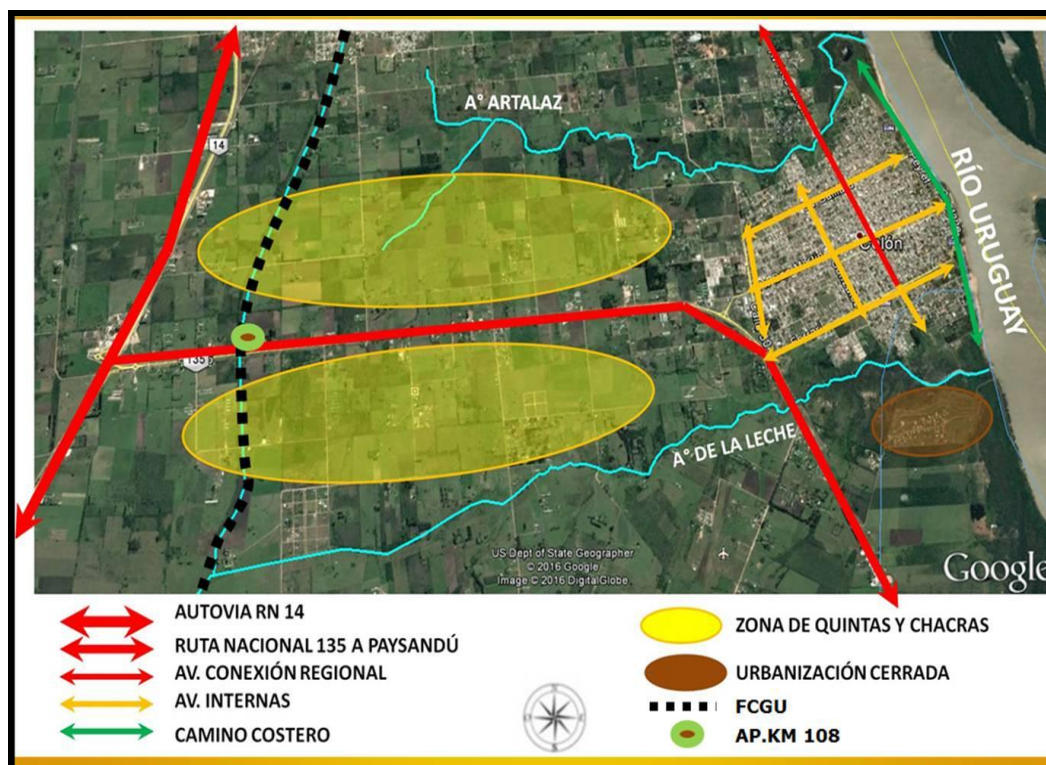 A° ARTALAZ
14
RÍO URUGUAY
Colón
135
A° DE LA LECHE
US Dept of State Geographer
© 2016 Google
Image © 2016 DigitalGlobe
Google
AUTOVIA RN 14
RUTA NACIONAL 135 A PAYSANDÚ
AV. CONEXIÓN REGIONAL
AV. INTERNAS
CAMINO COSTERO
ZONA DE QUINTAS Y CHACRAS
URBANIZACIÓN CERRADA
FCGU
AP.KM 108